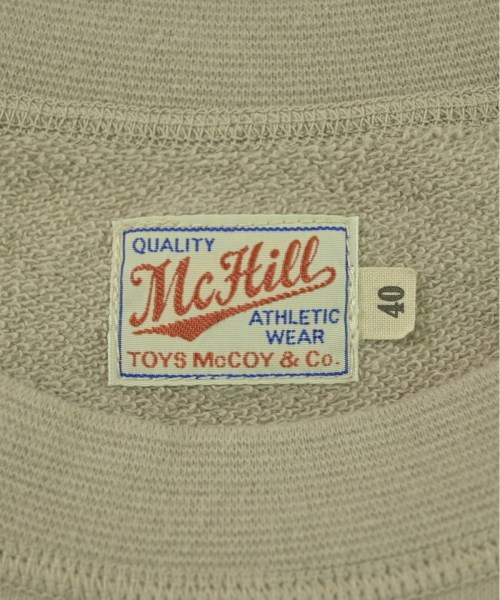 QUALITY
McHill
ATHLETIC
WEAR
TOYS McCOY & Co.
40